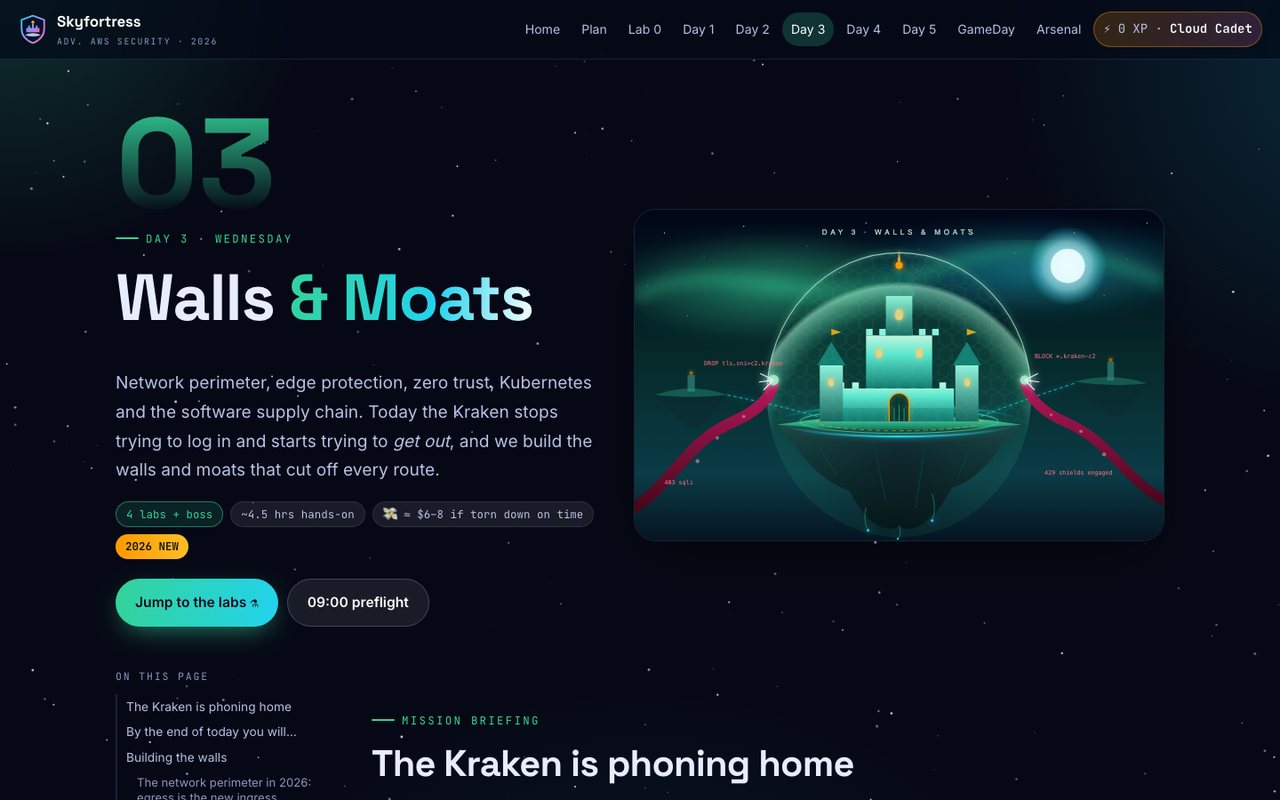 Skyfortress
ADV. AWS SECURITY · 2026
Home Plan Lab 0 Day 1 Day 2 Day 3 Day 4 Day 5 GameDay Arsenal ⚡ 0 XP · Cloud Cadet
03
DAY 3 · WEDNESDAY
Walls & Moats
Network perimeter, edge protection, zero trust, Kubernetes
and the software supply chain. Today the Kraken stops
trying to log in and starts trying to get out, and we build the
walls and moats that cut off every route.
4 labs + boss ~4.5 hrs hands-on 💸 ≈ $6–8 if torn down on time
2026 NEW
Jump to the labs ⚗ 09:00 preflight
DAY 3 · WALLS & MOATS
DROP tls.sni=c2.kraken
BLOCK *.kraken-c2
403 sqli
429 shields engaged
ON THIS PAGE
The Kraken is phoning home
By the end of today you will…
Building the walls
The network perimeter in 2026:
egress is the new ingress
MISSION BRIEFING
The Kraken is phoning home